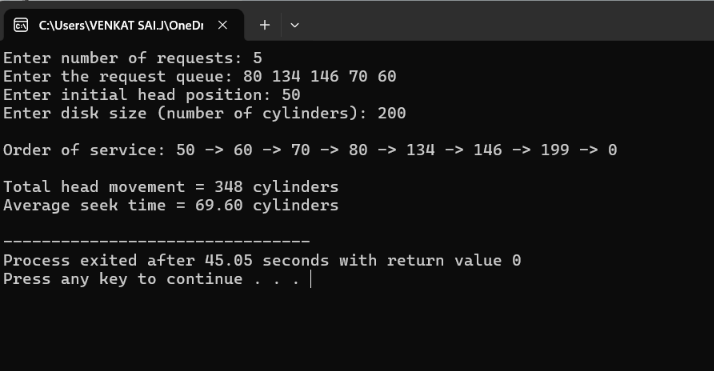 C:\Users\VENKAT SAI.J\OneDi
Enter number of requests: 5
Enter the request queue: 80 134 146 70 60
Enter initial head position: 50
Enter disk size (number of cylinders): 200
Order of service: 50 -> 60 -> 70 -> 80 -> 134 -> 146 -> 199 -> 0
Total head movement = 348 cylinders
Average seek time = 69.60 cylinders
--------------------------------
Process exited after 45.05 seconds with return value 0
Press any key to continue . . .